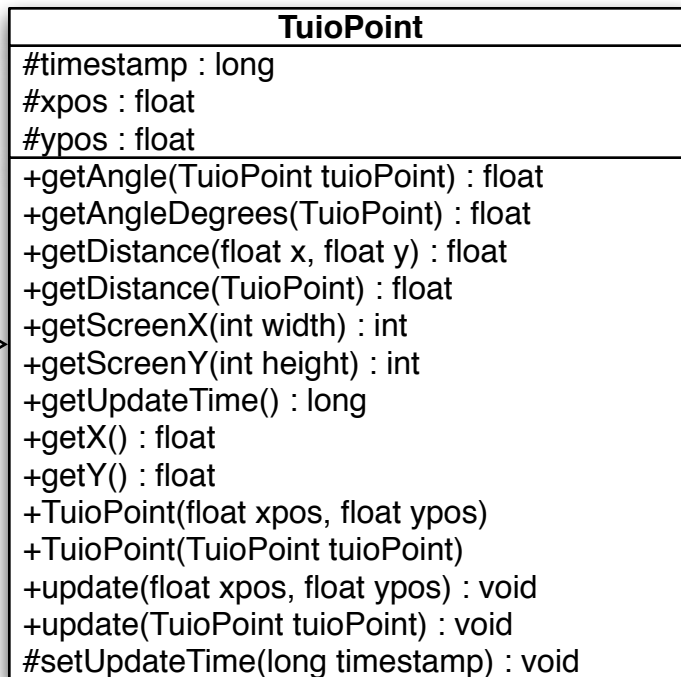 TuioPoint
#timestamp : long
#xpos : float
#ypos : float
+getAngle(TuioPoint tuioPoint) : float
+getAngleDegrees(TuioPoint) : float
+getDistance(float x, float y) : float
+getDistance(TuioPoint) : float
+getScreenX(int width) : int
+getScreenY(int height) : int
+getUpdateTime() : long
+getX() : float
+getY() : float
+TuioPoint(float xpos, float ypos)
+TuioPoint(TuioPoint tuioPoint)
+update(float xpos, float ypos) : void
+update(TuioPoint tuioPoint) : void
#setUpdateTime(long timestamp) : void